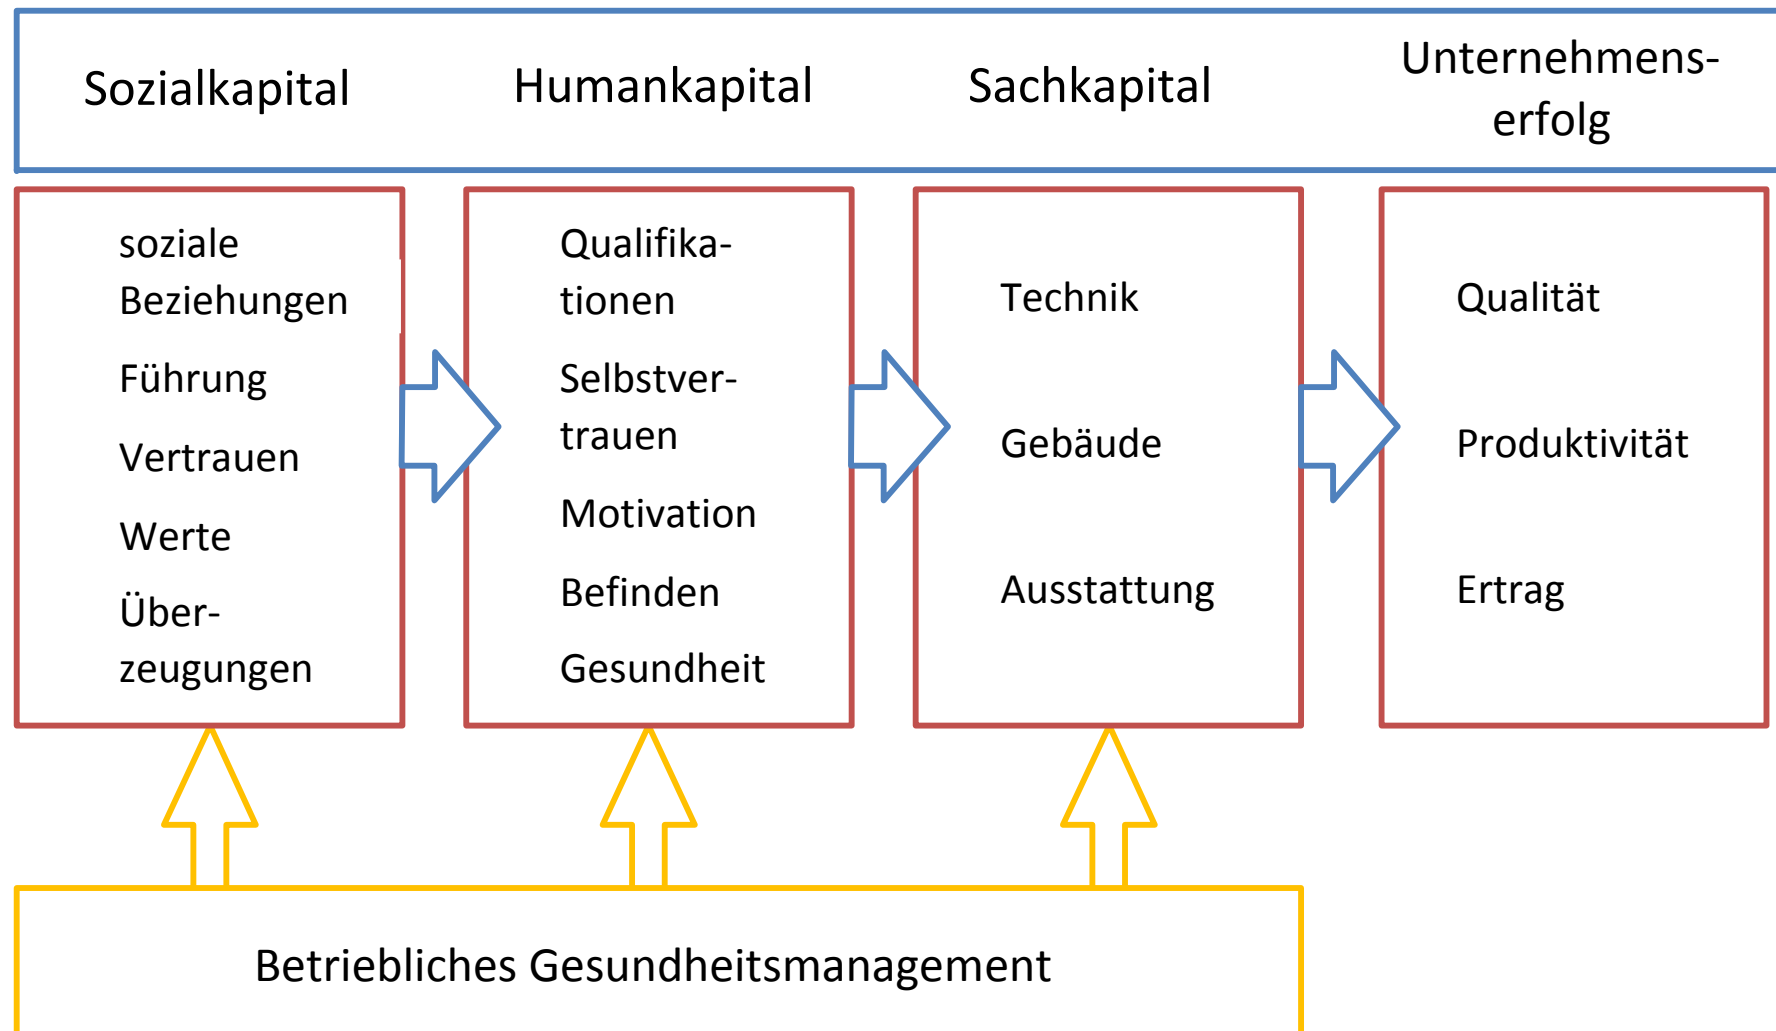 Sozialkapital
Humankapital
Sachkapital
Unternehmens-
erfolg
soziale
Beziehungen
Führung
Vertrauen
Werte
Über-
zeugungen
Qualifika-
tionen
Selbstver-
trauen
Motivation
Befinden
Gesundheit
Technik
Gebäude
Ausstattung
Qualität
Produktivität
Ertrag
Betriebliches Gesundheitsmanagement